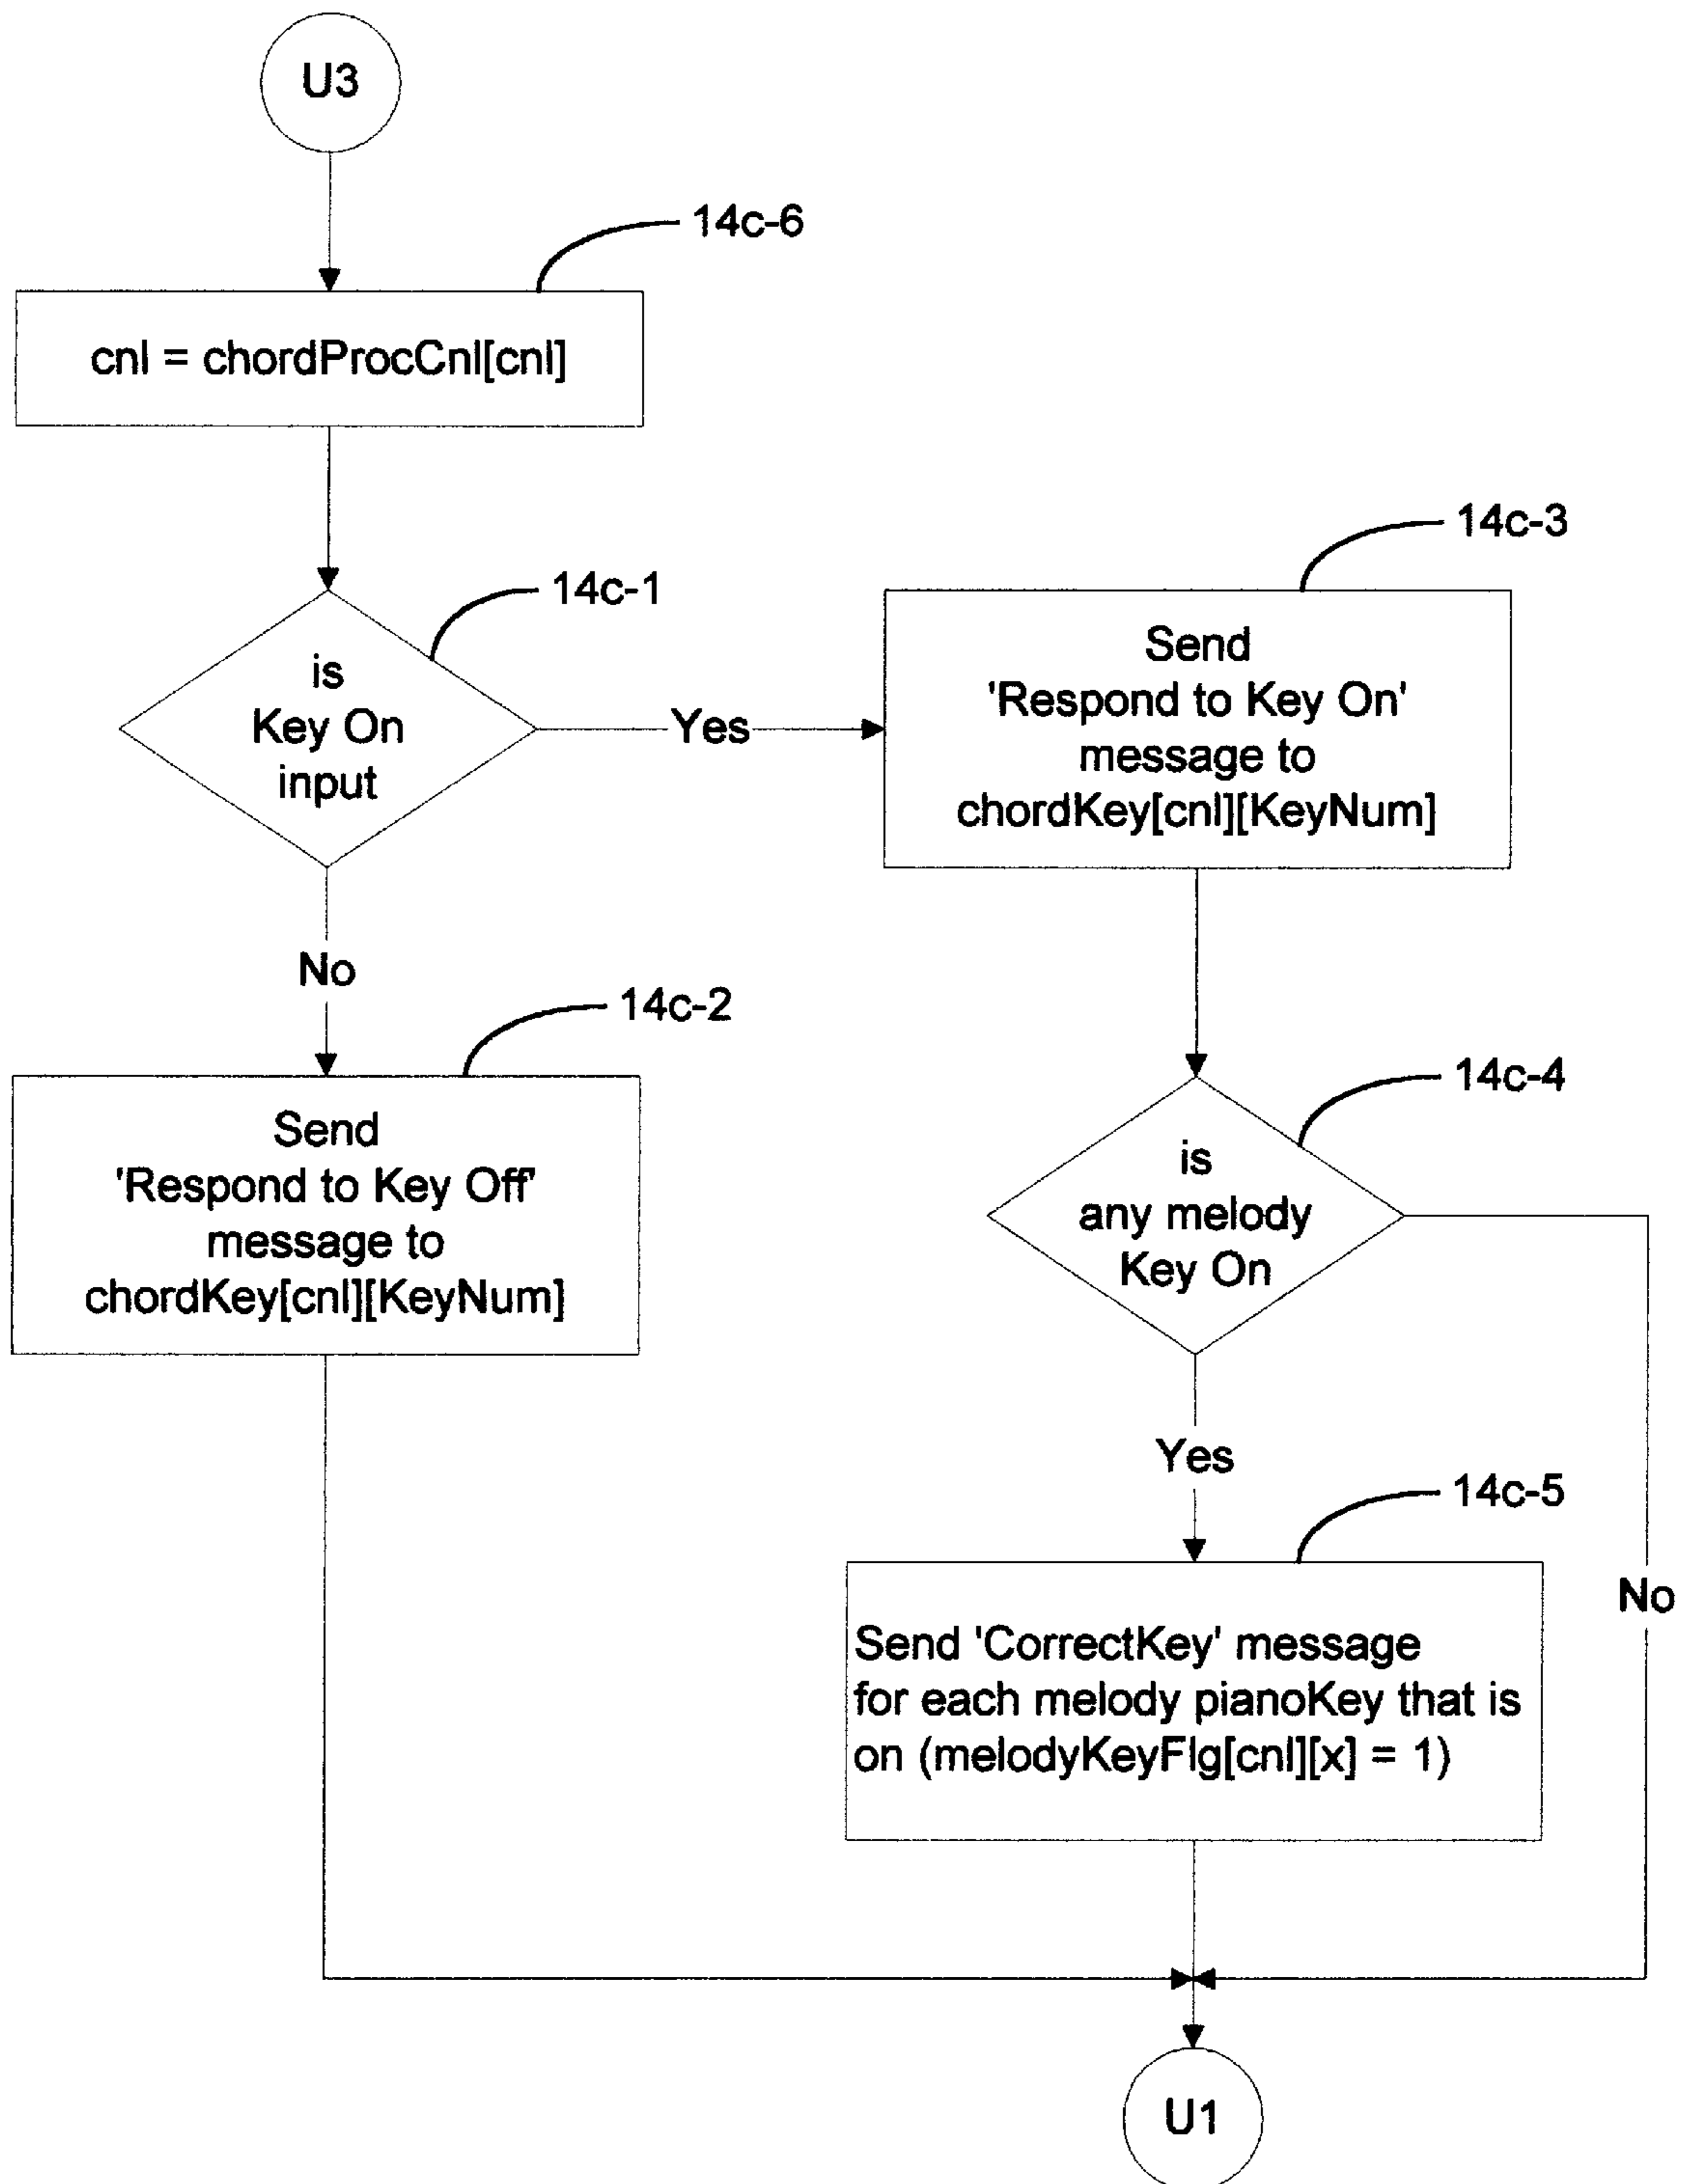 U3
14c-6
cnl = chordProcCnl[cnl]
14c-3
14c-1
is
Key On
input
Yes
Send
'Respond to Key On'
message to
chordKey[cnl][KeyNum]
No
14c-2
Send
'Respond to Key Off'
message to
chordKey[cnl][KeyNum]
14c-4
is
any melody
Key On
Yes
14c-5
No
Send 'CorrectKey' message
for each melody pianoKey that is
on (melodyKeyFlg[cnl][x] = 1)
U1